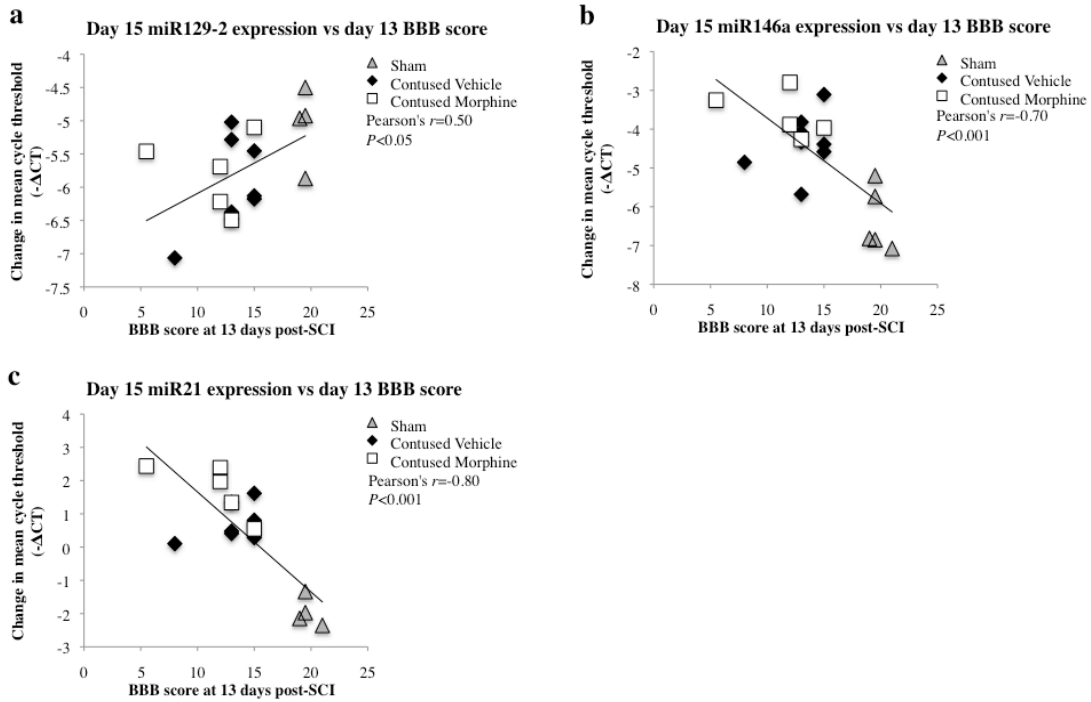 a
Day 15 miR129-2 expression vs day 13 BBB score
Change in mean cycle threshold
(-ΔCT)
-4
-4.5
-5
-5.5
-6
-6.5
-7
-7.5
0 5 10 15 20 25
BBB score at 13 days post-SCI
Sham
Contused Vehicle
Contused Morphine
Pearson's r=0.50
P<0.05
b
Day 15 miR146a expression vs day 13 BBB score
Change in mean cycle threshold
(-ΔCT)
-2
-3
-4
-5
-6
-7
-8
0 5 10 15 20 25
BBB score at 13 days post-SCI
Sham
Contused Vehicle
Contused Morphine
Pearson's r=-0.70
P<0.001
c
Day 15 miR21 expression vs day 13 BBB score
Change in mean cycle threshold
(-ΔCT)
4
3
2
1
0
-1
-2
-3
0 5 10 15 20 25
BBB score at 13 days post-SCI
Sham
Contused Vehicle
Contused Morphine
Pearson's r=-0.80
P<0.001